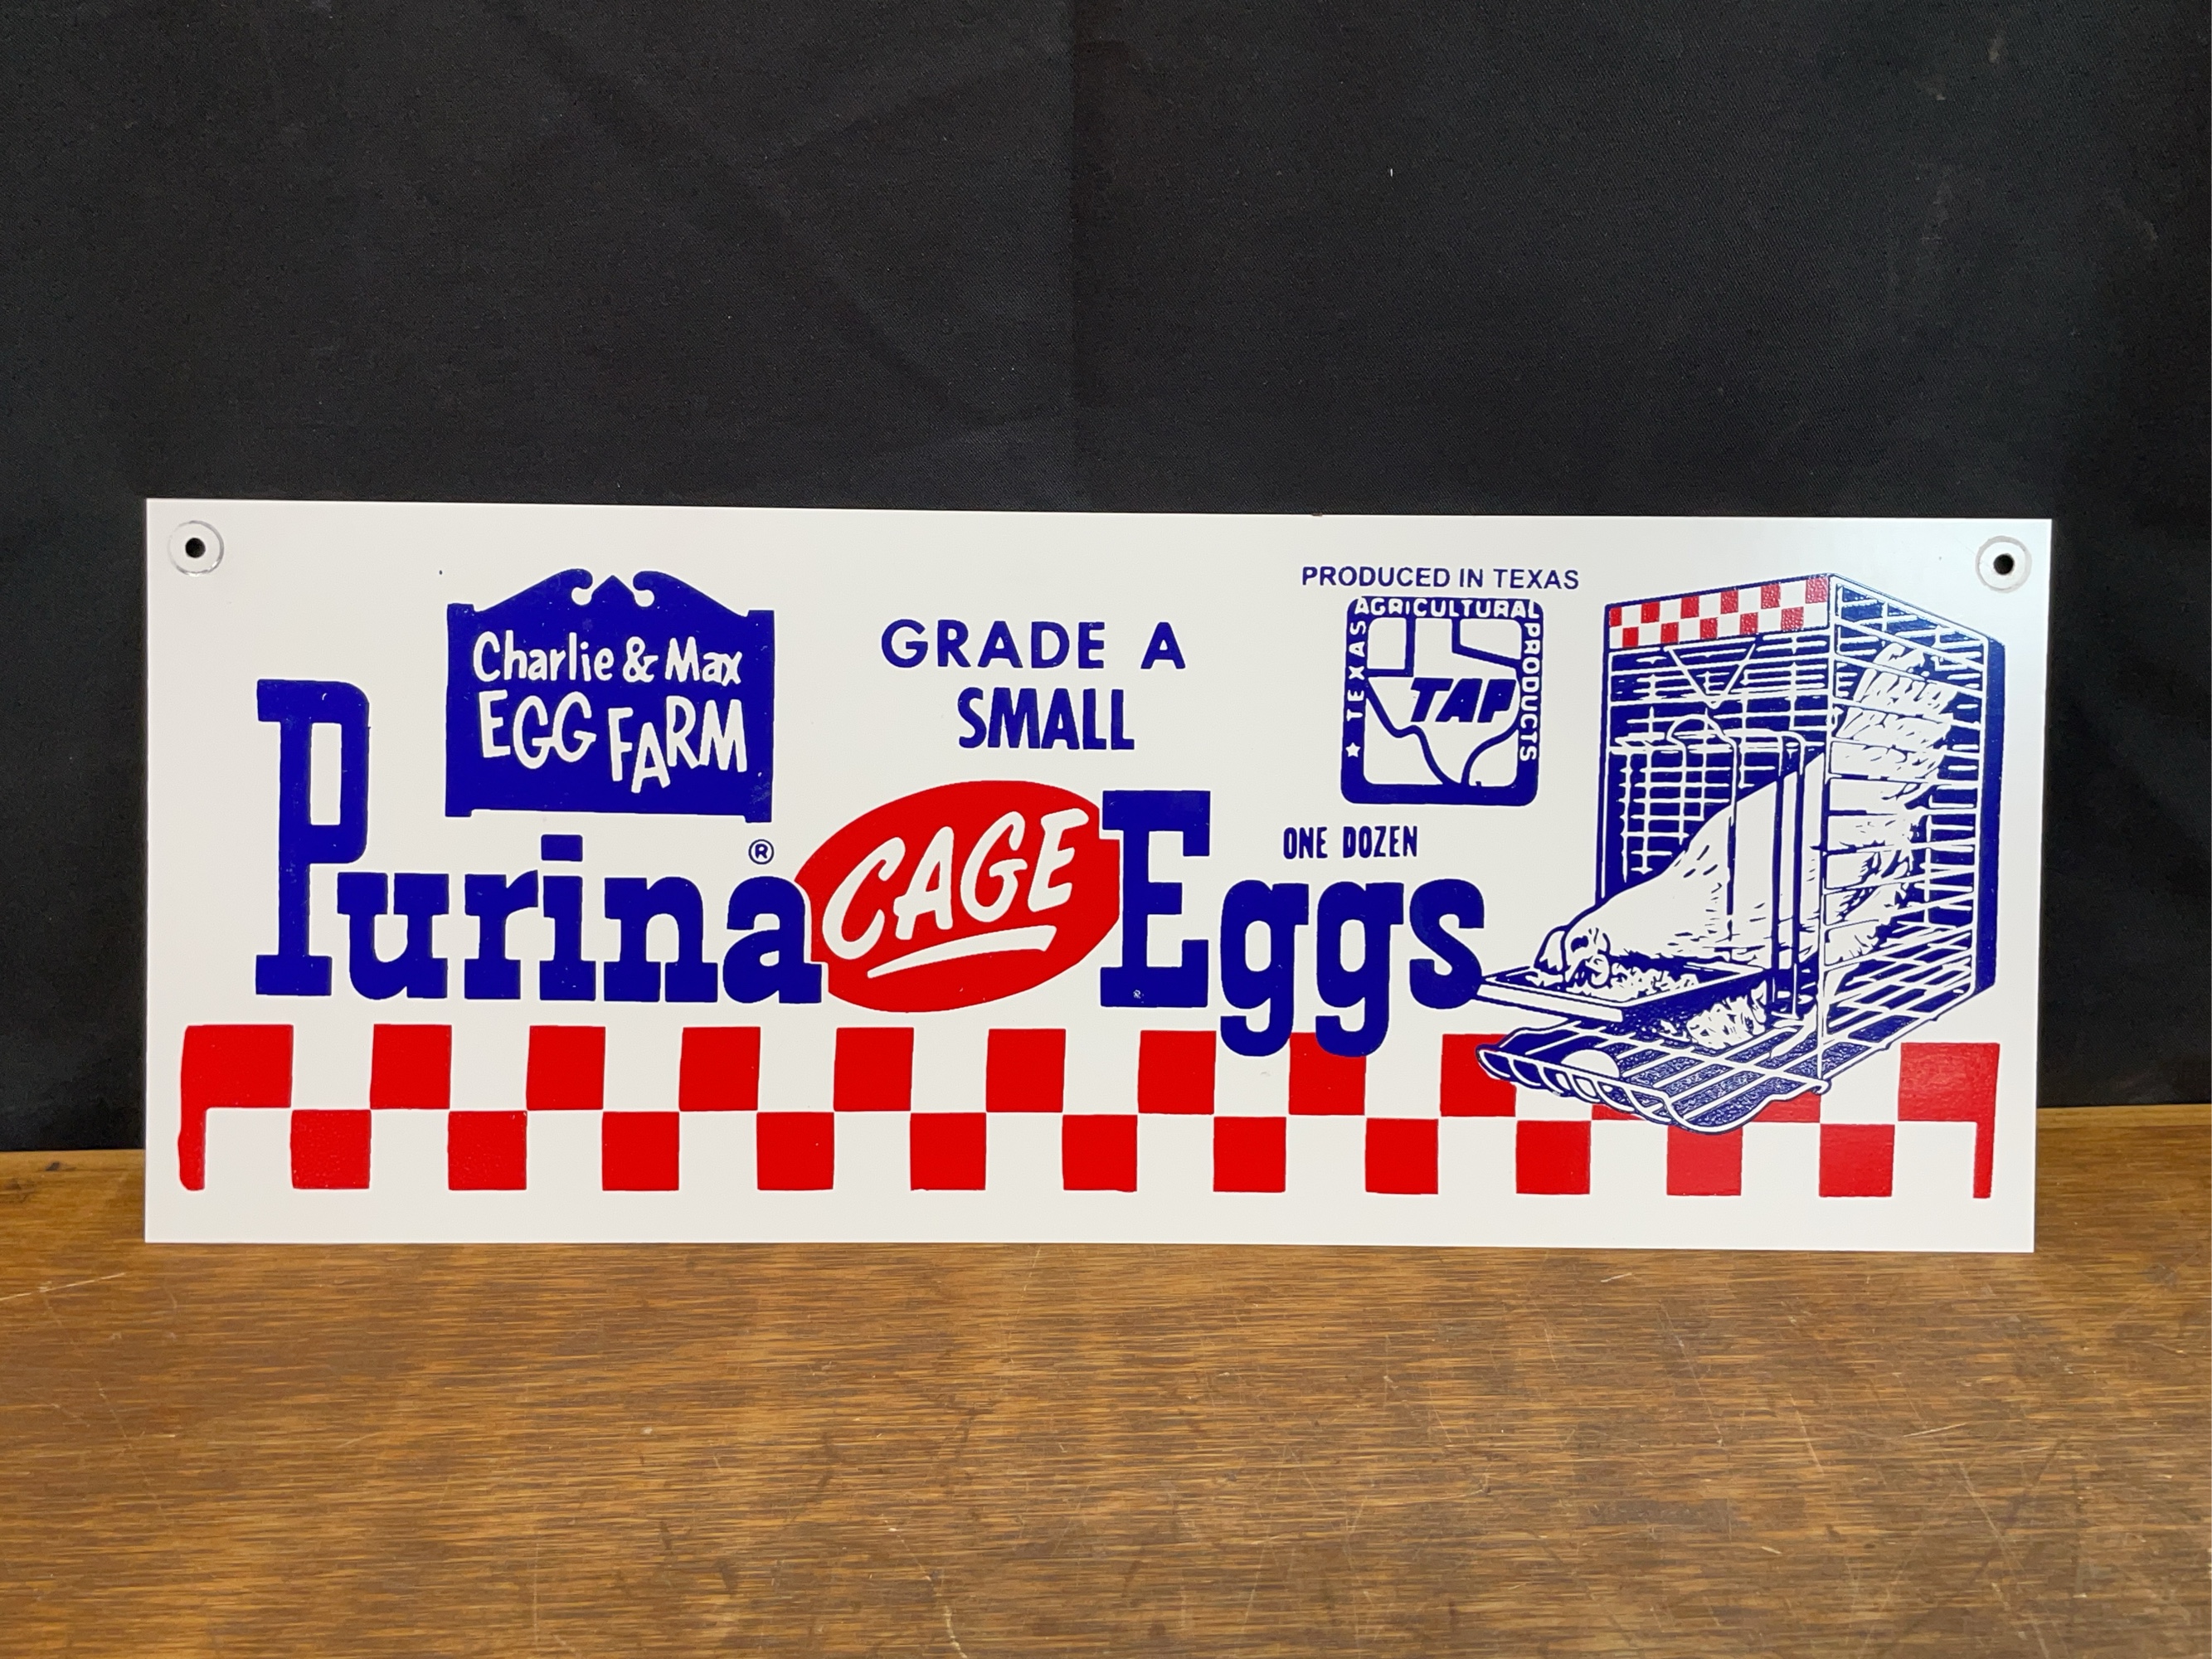 Charlie & Max
EGG FARM
GRADE A
SMALL
PRODUCED IN TEXAS
★ TEXAS AGRICULTURAL PRODUCTS
TAP
ONE DOZEN
Purina® CAGE Eggs